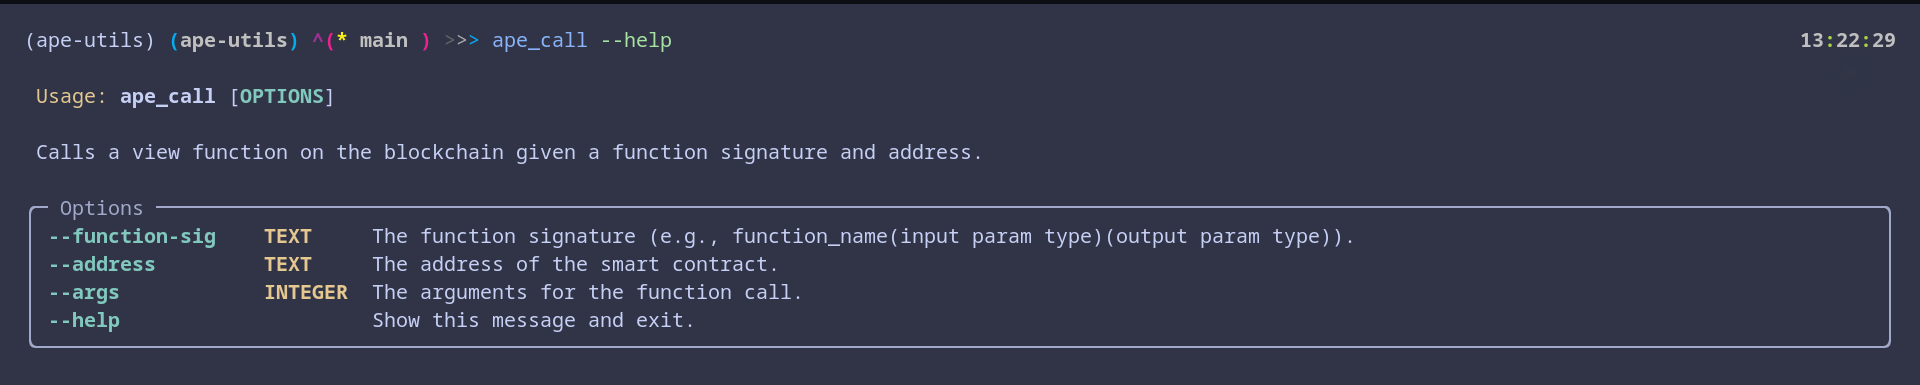 (ape-utils) (ape-utils) ^(* main ) >>> ape_call --help 13:22:29
Usage: ape_call [OPTIONS]
Calls a view function on the blockchain given a function signature and address.
Options
--function-sig TEXT The function signature (e.g., function_name(input param type)(output param type)).
--address TEXT The address of the smart contract.
--args INTEGER The arguments for the function call.
--help Show this message and exit.